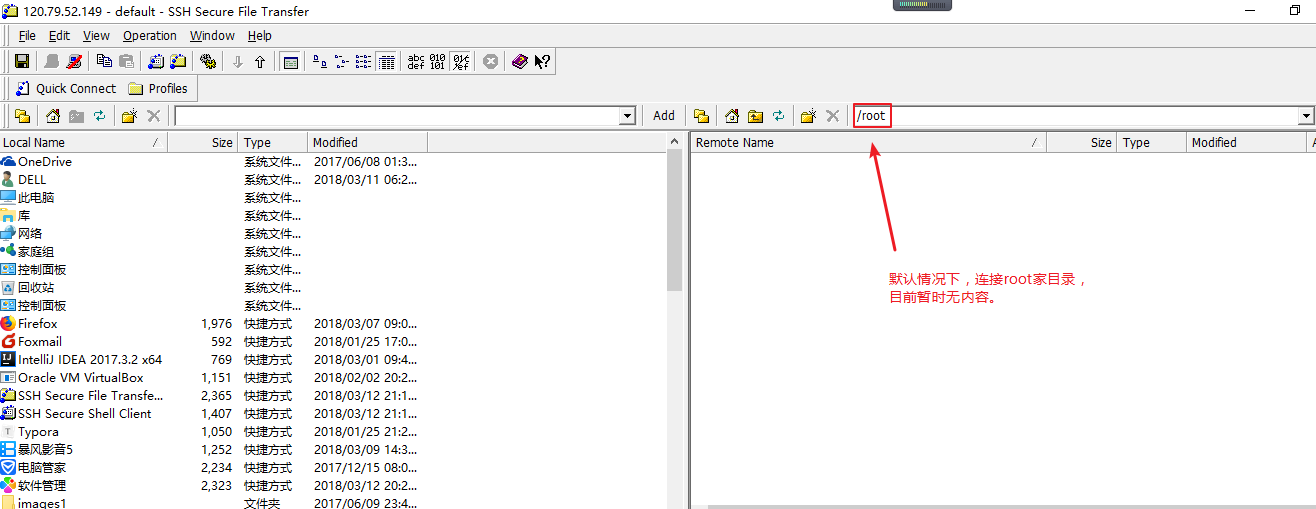 120.79.52.149 - default - SSH Secure File Transfer
File Edit View Operation Window Help
abc 010
def 101
Quick Connect Profiles
Add /root
Local Name / Size Type Modified Remote Name / Size Type Modified A
OneDrive 系统文件... 2017/06/08 01:3...
DELL 系统文件... 2018/03/11 06:2...
此电脑 系统文件...
库 系统文件...
网络 系统文件...
家庭组 系统文件...
控制面板 系统文件...
回收站 系统文件...
控制面板 系统文件...
Firefox 1,976 快捷方式 2018/03/07 09:0...
Foxmail 592 快捷方式 2018/01/25 17:0...
IntelliJ IDEA 2017.3.2 x64 769 快捷方式 2018/03/01 09:4...
Oracle VM VirtualBox 1,151 快捷方式 2018/02/02 20:2...
SSH Secure File Transfe... 2,365 快捷方式 2018/03/12 21:1...
SSH Secure Shell Client 1,407 快捷方式 2018/03/12 21:1...
Typora 1,050 快捷方式 2018/01/25 21:2...
暴风影音5 1,252 快捷方式 2018/03/09 14:3...
电脑管家 2,234 快捷方式 2017/12/15 08:0...
软件管理 2,323 快捷方式 2018/03/12 20:2...
images1 文件夹 2017/06/09 23:4...
默认情况下，连接root家目录，
目前暂时无内容。